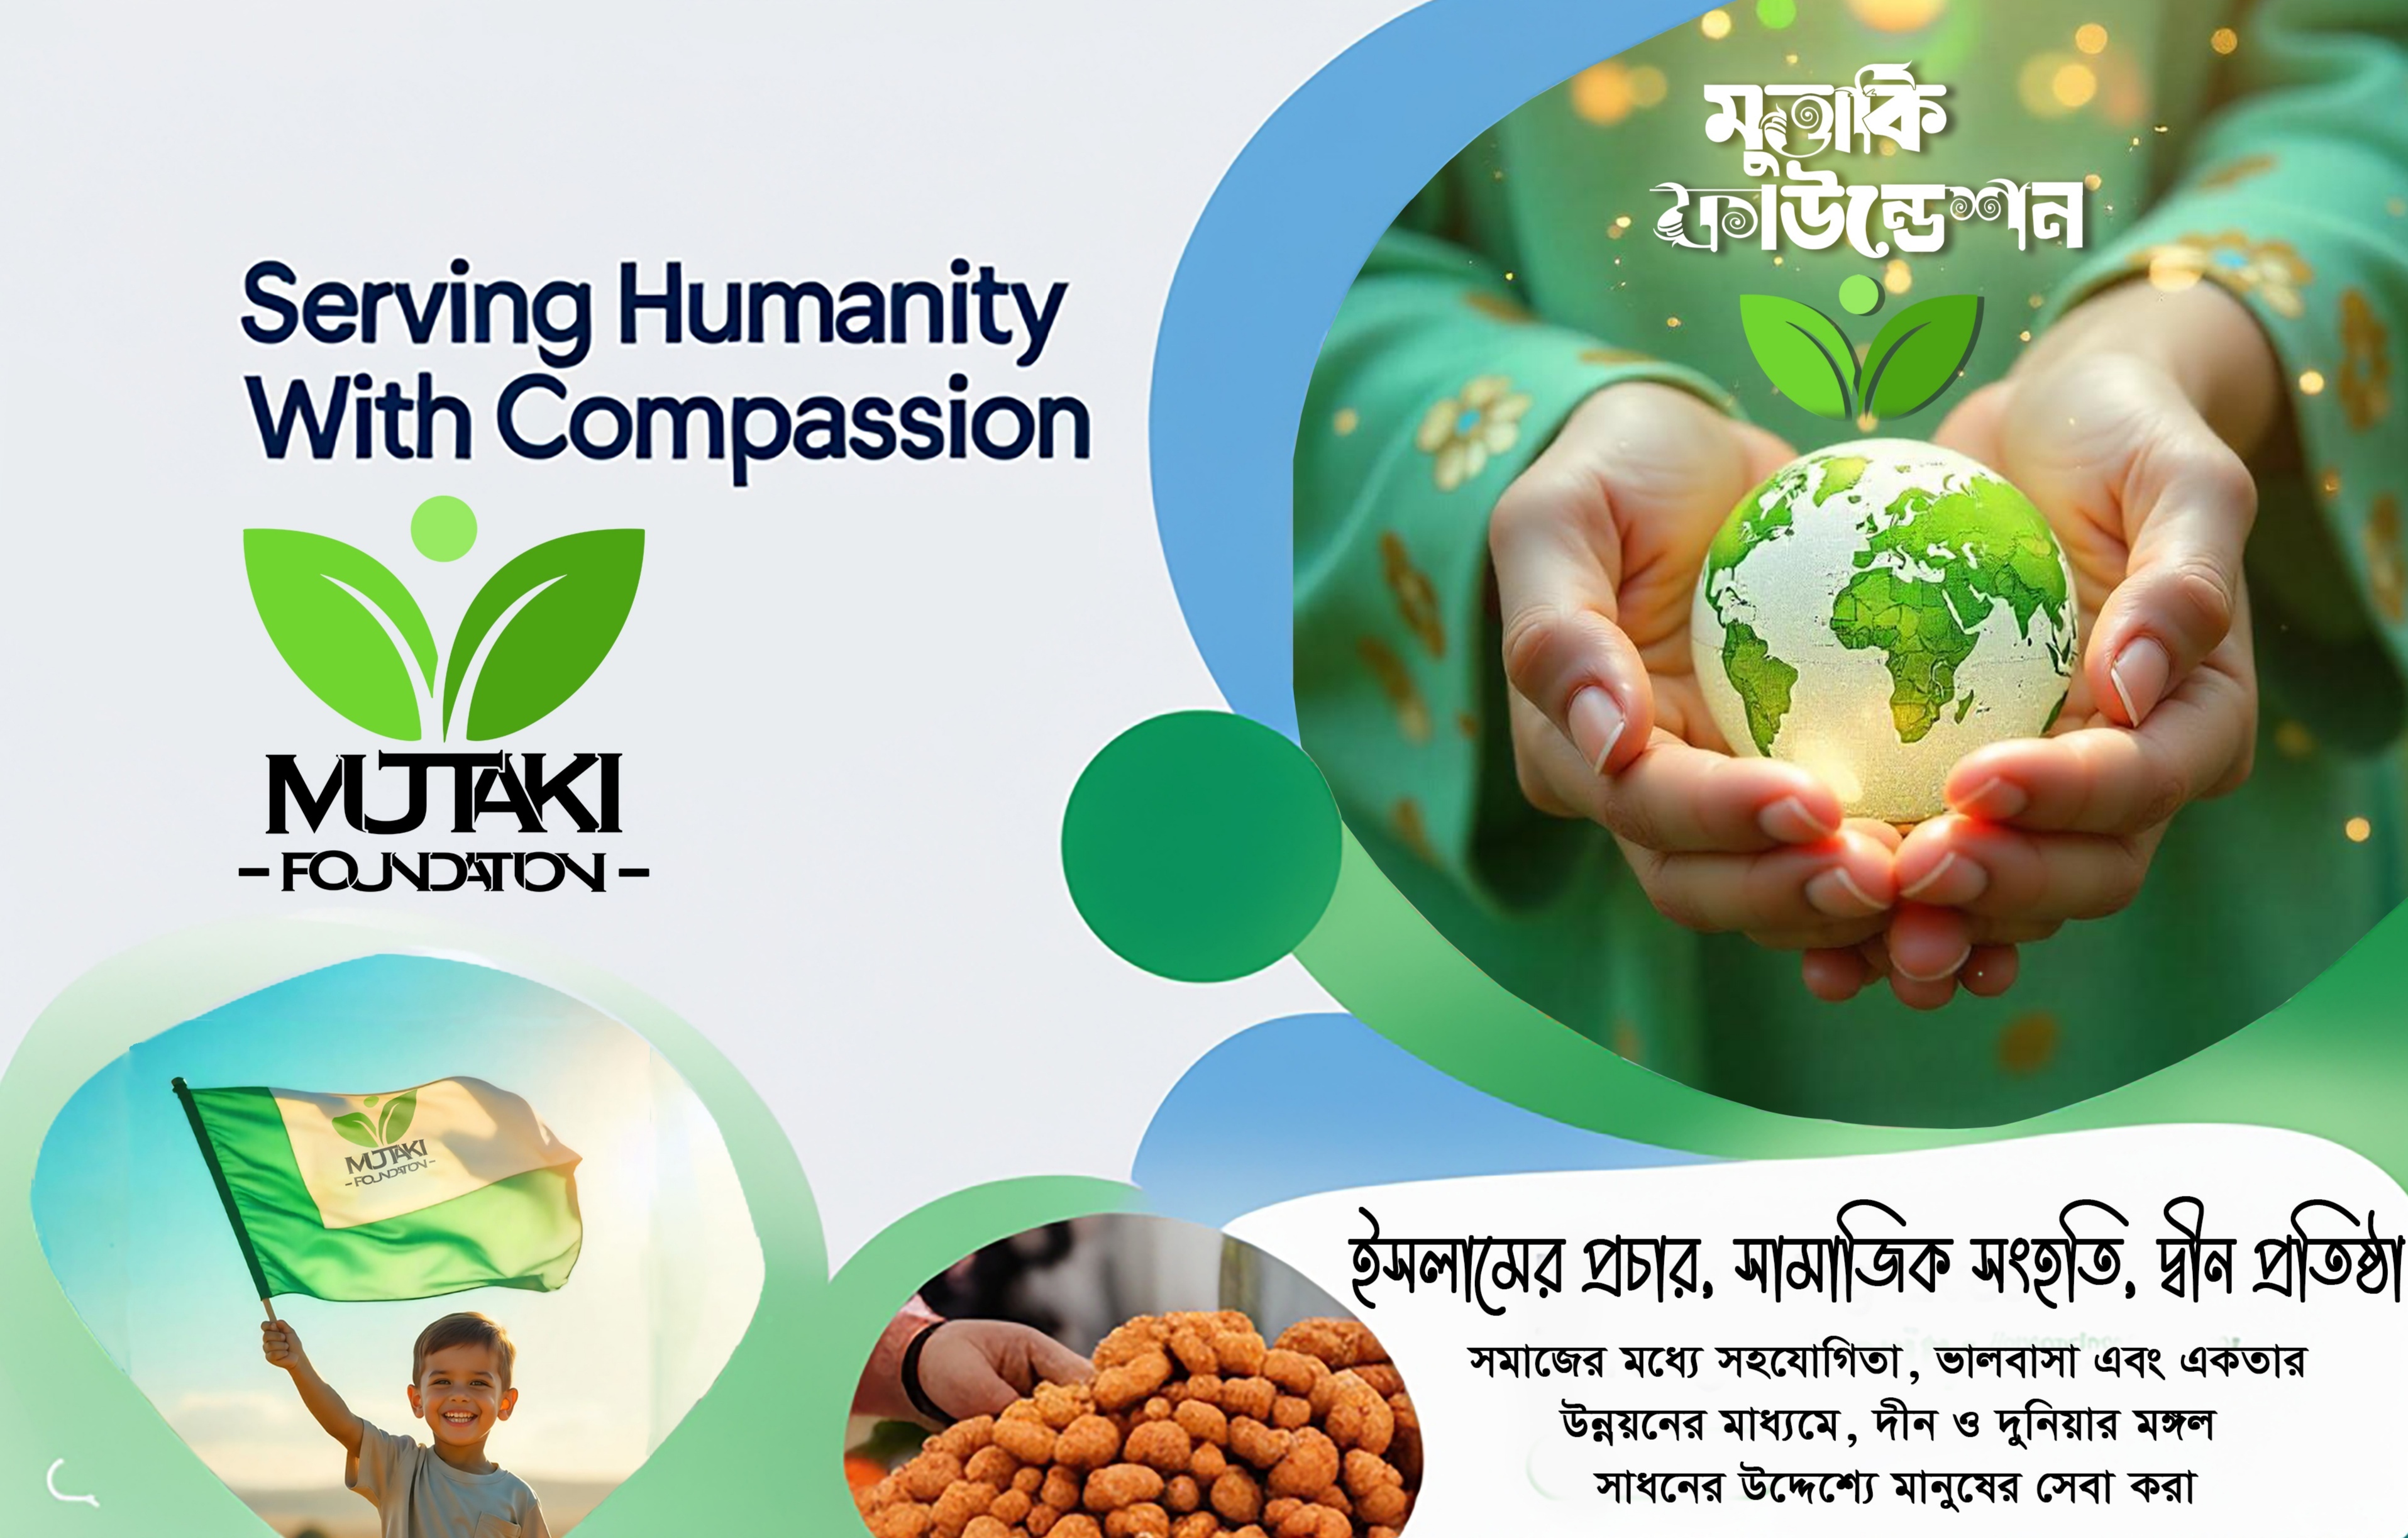 Serving Humanity
With Compassion
MUTAKI
- FOUNDATION -
মুত্তাকি
ফাউন্ডেশন
MUTAKI
- FOUNDATION -
ইসলামের প্রচার, সামাজিক সংহতি, দ্বীন প্রতিষ্ঠা
সমাজের মধ্যে সহযোগিতা, ভালবাসা এবং একতার
উন্নয়নের মাধ্যমে, দীন ও দুনিয়ার মঙ্গল
সাধনের উদ্দেশ্যে মানুষের সেবা করা